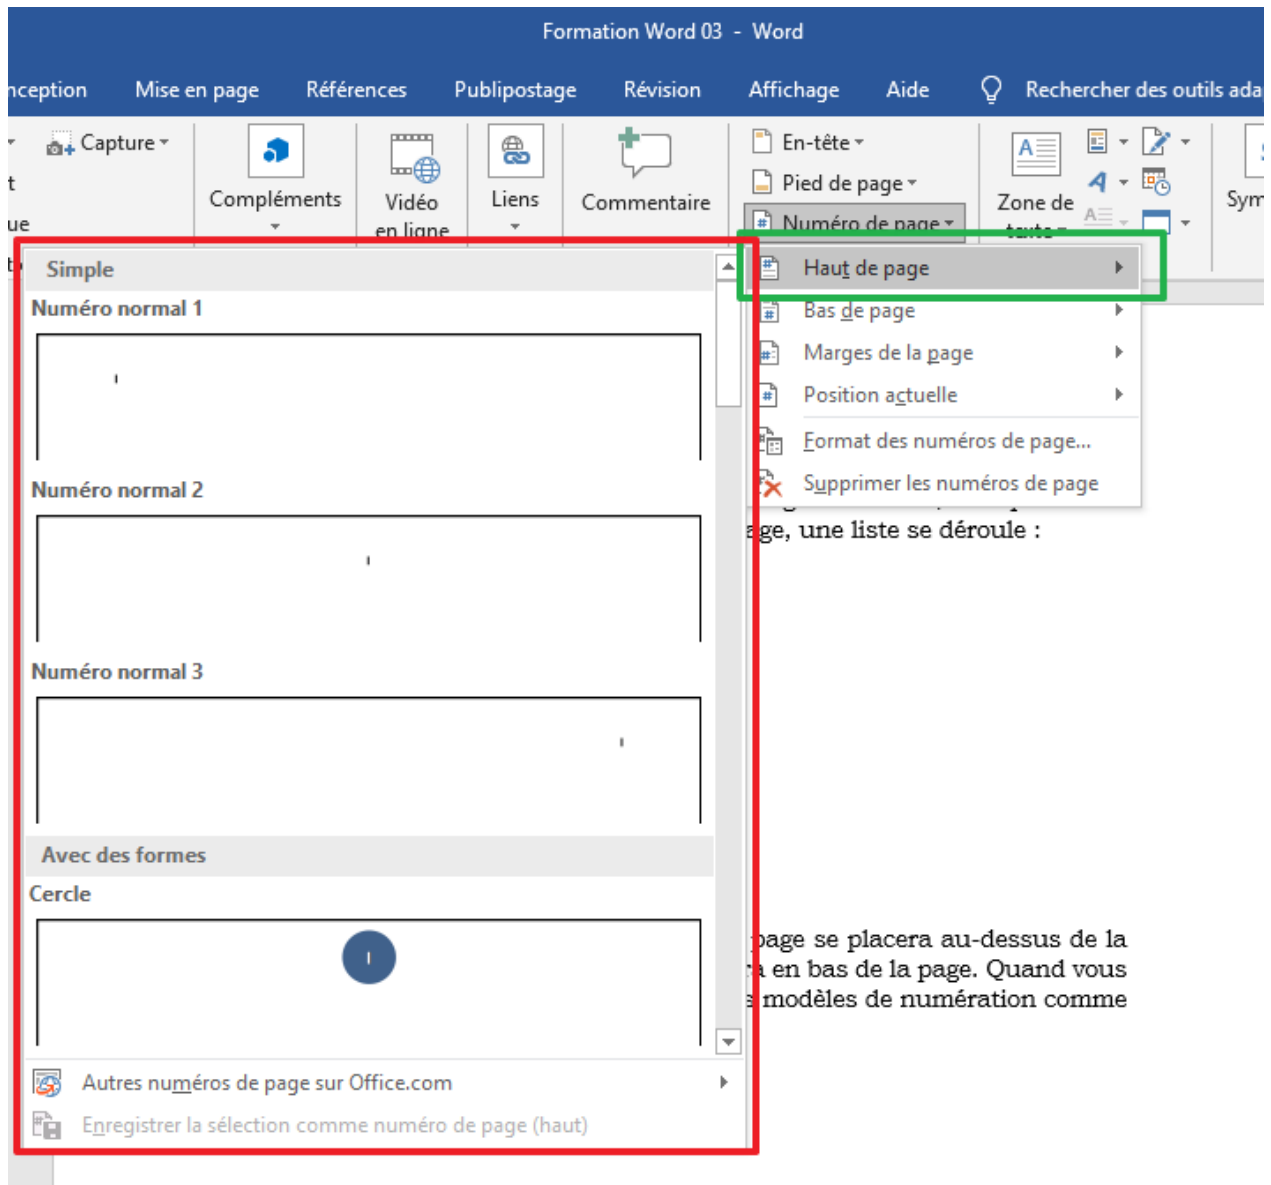 Formation Word 03 - Word
Mise en page Références Publipostage Révision Affichage Aide Rechercher des outils
Capture
Compléments
Vidéo
en ligne
Liens
Commentaire
En-tête
Pied de page
Numéro de page
Zone de
texte
Haut de page
Bas de page
Marges de la page
Position actuelle
Format des numéros de page...
Supprimer les numéros de page
Simple
Numéro normal 1
Numéro normal 2
Numéro normal 3
Avec des formes
Cercle
Autres numéros de page sur Office.com
Enregistrer la sélection comme numéro de page (haut)
une liste se déroule :
page se placera au-dessus de la
en bas de la page. Quand vous
modèles de numération comme